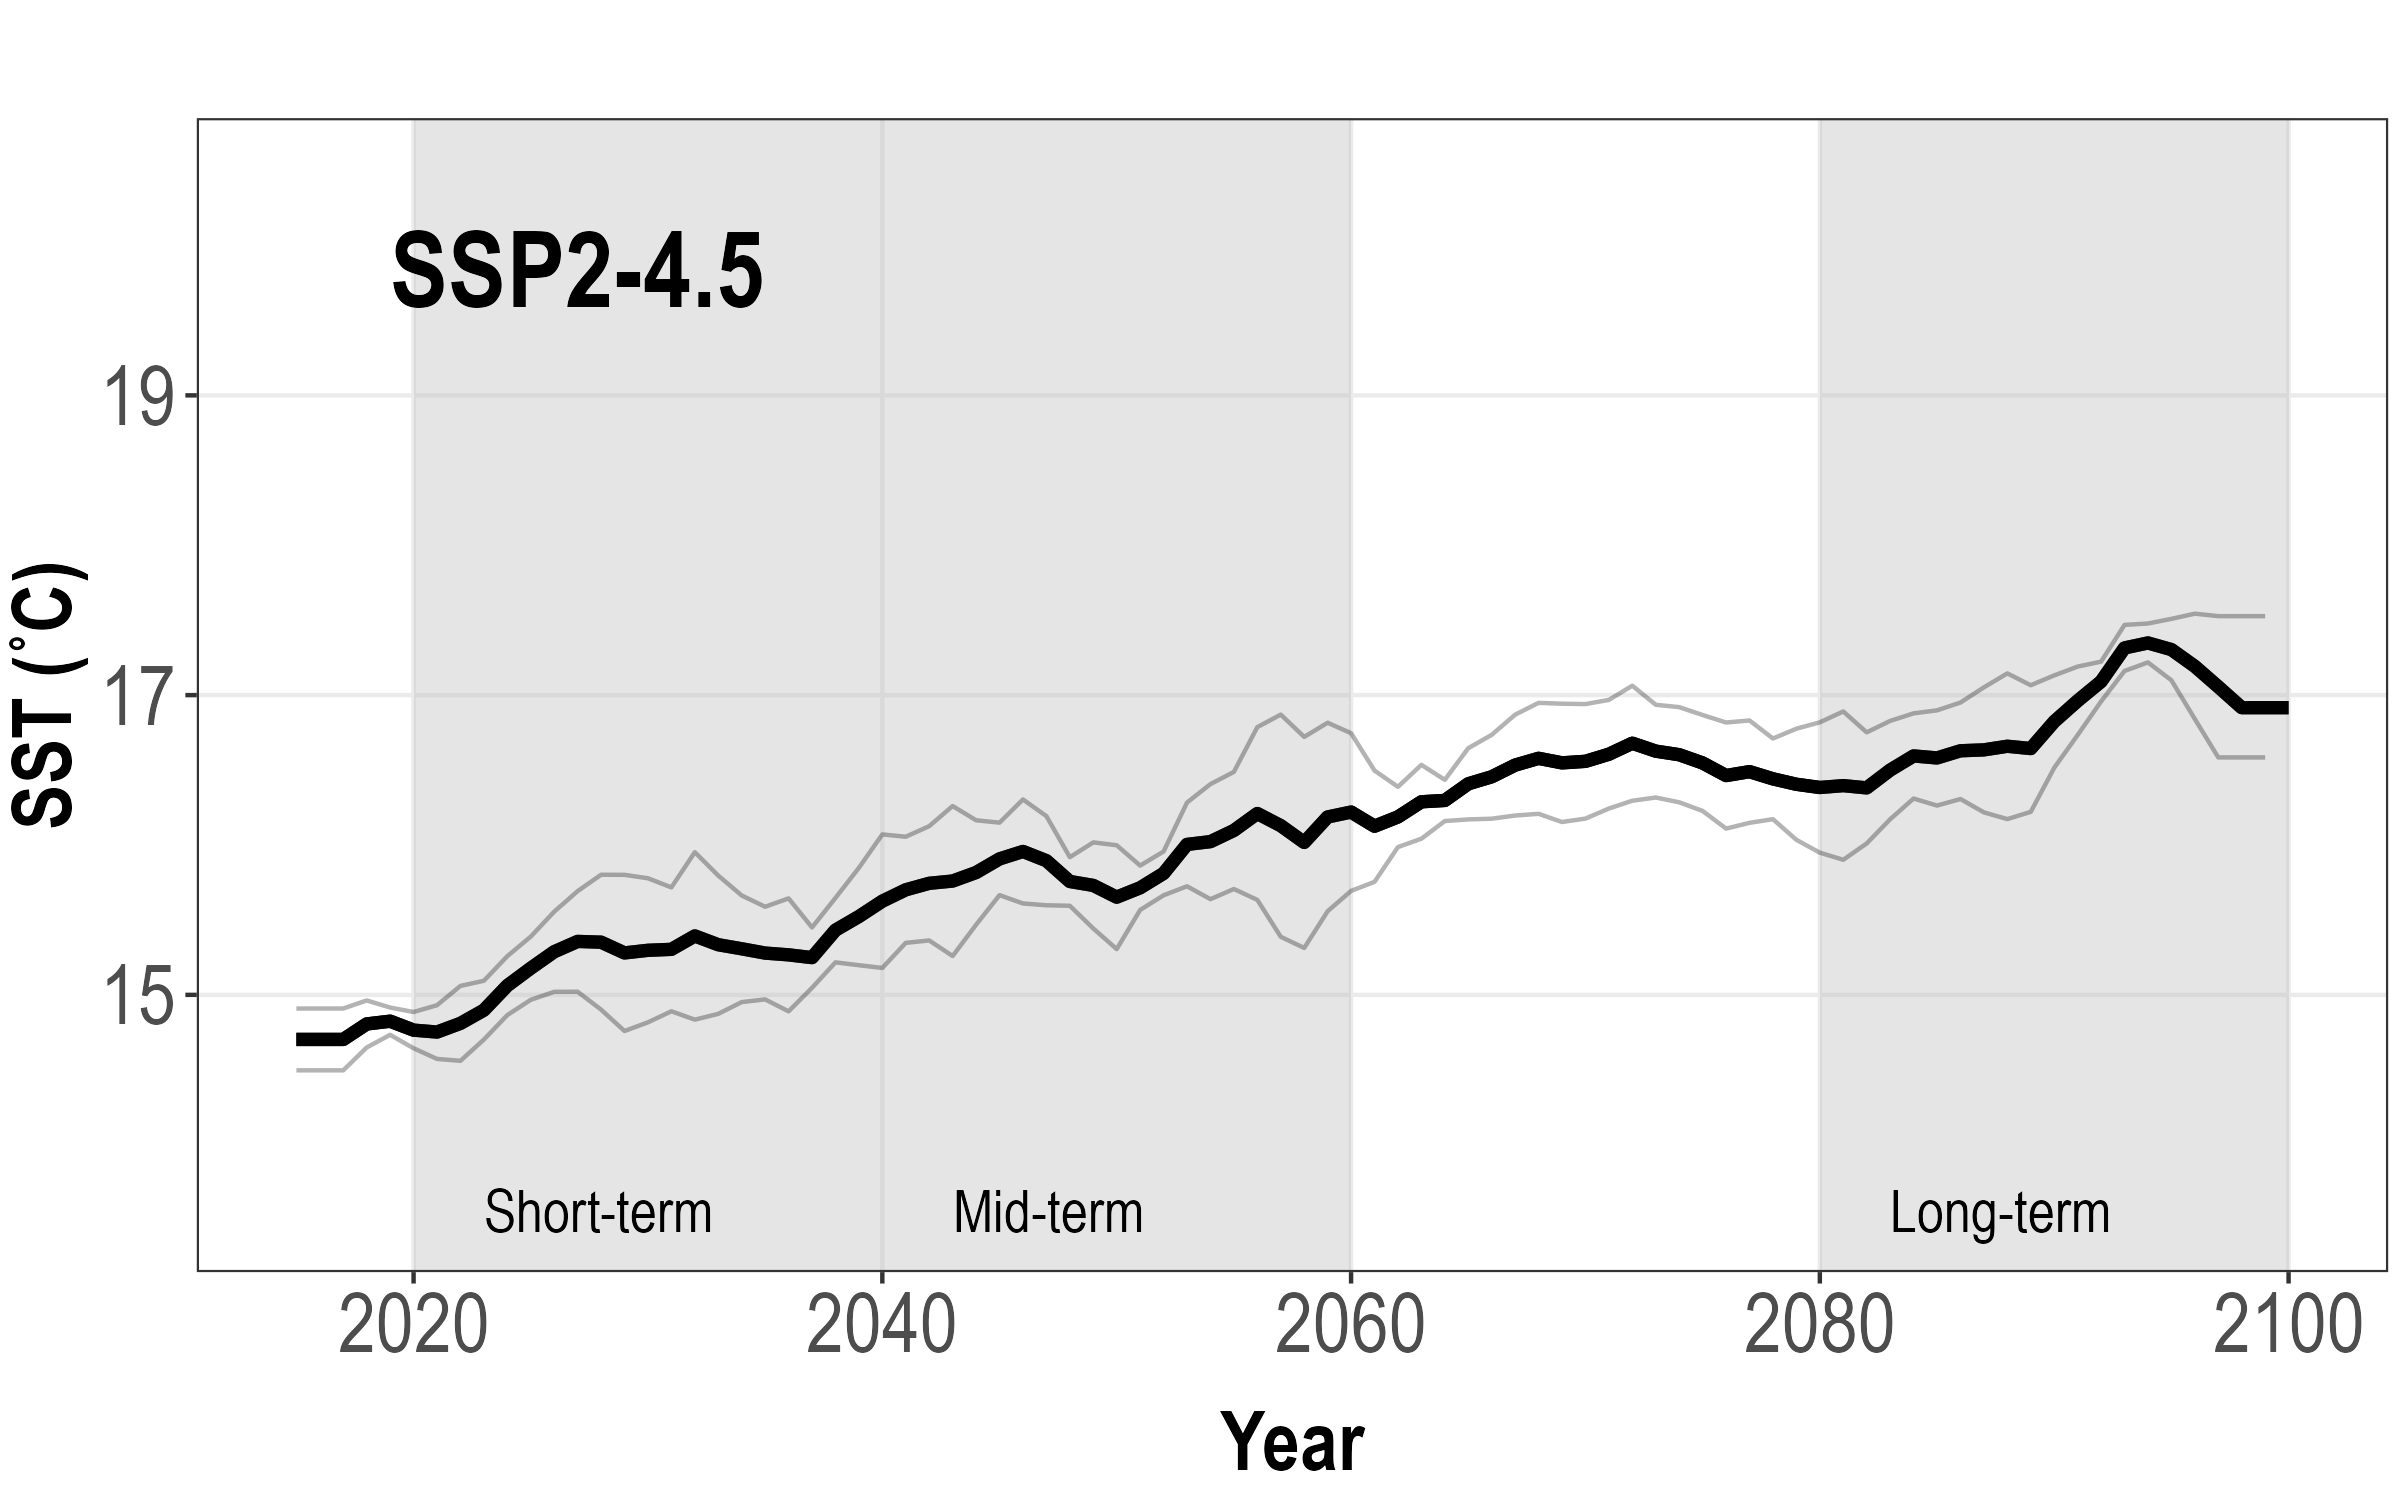 SSP2-4.5
SST (°C)
19
17
15
Short-term
Mid-term
Long-term
2020
2040
2060
2080
2100
Year